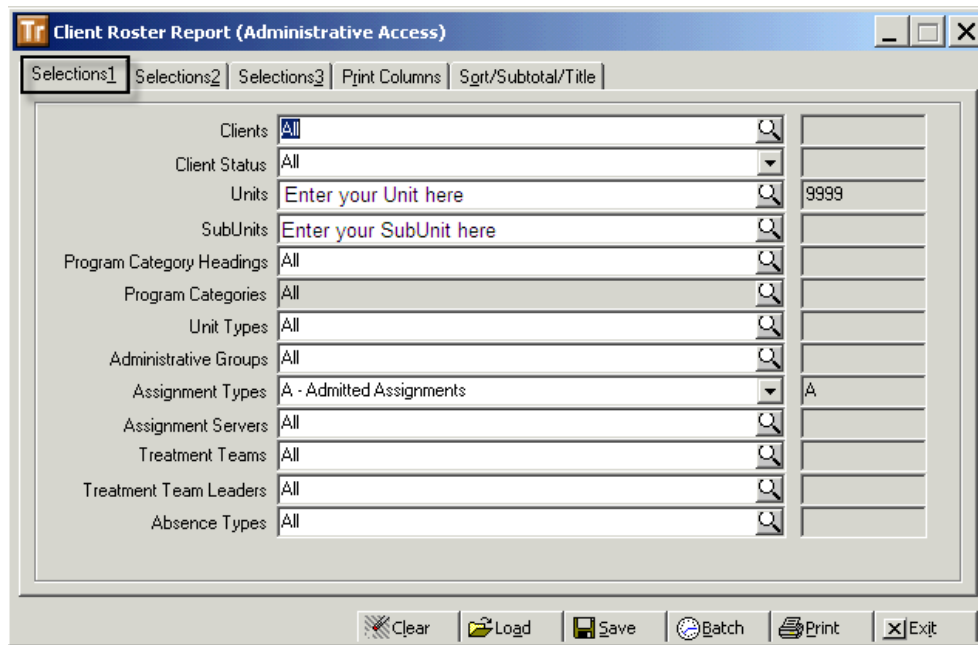 Tr Client Roster Report (Administrative Access)
Selections1 Selections2 Selections3 Print Columns Sort/Subtotal/Title
Clients All
Client Status All
Units Enter your Unit here 9999
SubUnits Enter your SubUnit here
Program Category Headings All
Program Categories All
Unit Types All
Administrative Groups All
Assignment Types A - Admitted Assignments A
Assignment Servers All
Treatment Teams All
Treatment Team Leaders All
Absence Types All
Clear Load Save Batch Print Exit